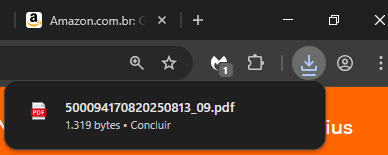 Amazon.com.br: C
1
PDF
500094170820250813_09.pdf
1.319 bytes • Concluir
ius